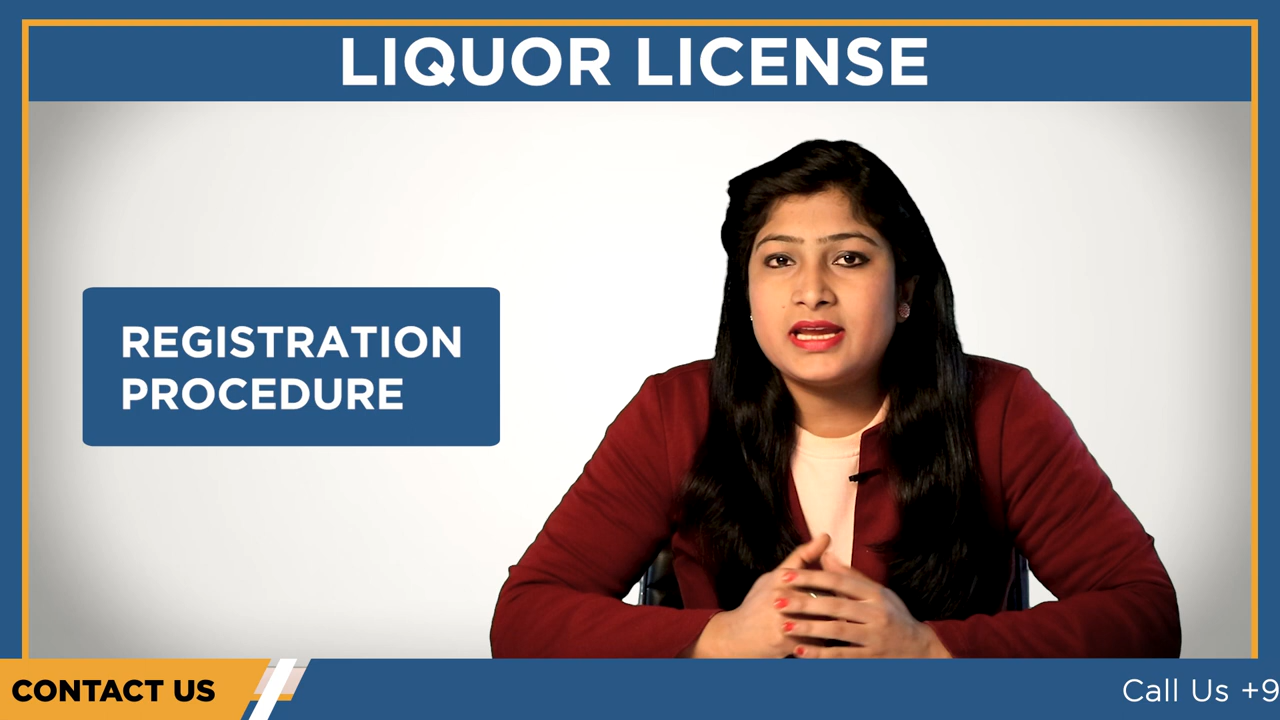 LIQUOR LICENSE
REGISTRATION
PROCEDURE
CONTACT US
Call Us +9